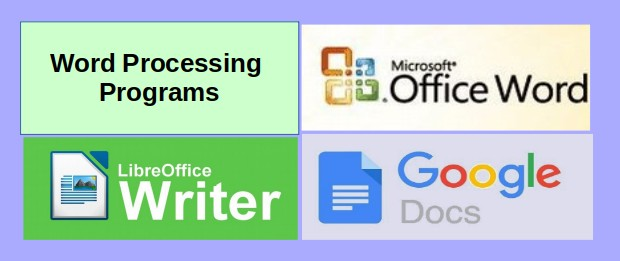 Word Processing
Programs
Microsoft®
Office Word
LibreOffice
Writer
Google
Docs